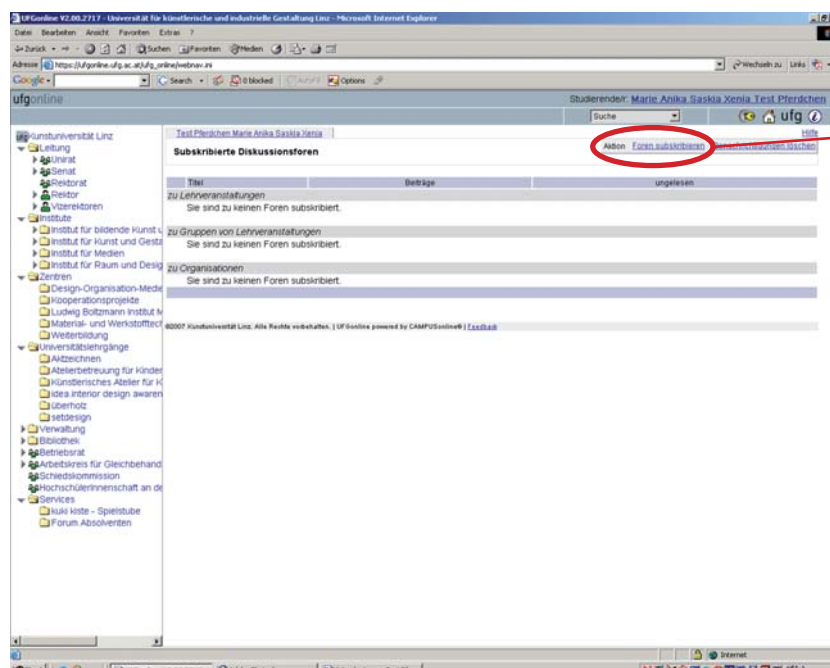 UFGonline V2.00.2717 - Universität für künstlerische und industrielle Gestaltung Linz - Microsoft Internet Explorer
Datei Bearbeiten Ansicht Favoriten Extras ?
Zurück Suchen Favoriten Medien
Adresse https://ufgonline.ufg.ac.at/ufg_online/webnav.ini Wechseln zu Links
Google Search 0 blocked Options
ufgonline Studierende/r: Marie Anika Saskia Xenia Test Pferdchen
Suche ufg
Hilfe
Test Pferdchen Marie Anika Saskia Xenia
Subskribierte Diskussionsforen
Aktion Foren subskribieren löschen
Titel Beiträge ungelesen
zu Lehrveranstaltungen
Sie sind zu keinen Foren subskribiert.
zu Gruppen von Lehrveranstaltungen
Sie sind zu keinen Foren subskribiert.
zu Organisationen
Sie sind zu keinen Foren subskribiert.
©2007 Kunstuniversität Linz. Alle Rechte vorbehalten. | UFGonline powered by CAMPUSonline® | Feedback
ufg Kunstuniversität Linz
Leitung
Unirat
Senat
Rektorat
Rektor
Vizerektoren
Institute
Institut für bildende Kunst u
Institut für Kunst und Gesta
Institut für Medien
Institut für Raum und Desig
Zentren
Design-Organisation-Medie
Kooperationsprojekte
Ludwig Boltzmann Institut M
Material- und Werkstofftecf
Weiterbildung
Universitätslehrgänge
Aktzeichnen
Atelierbetreuung für Kinder
Künstlerisches Atelier für K
idea.interior design awaren
überholz
setdesign
Verwaltung
Bibliothek
Betriebsrat
Arbeitskreis für Gleichbehand
Schiedskommission
HochschülerInnenschaft an de
Services
kuki kiste - Spielstube
Forum Absolventen
Internet